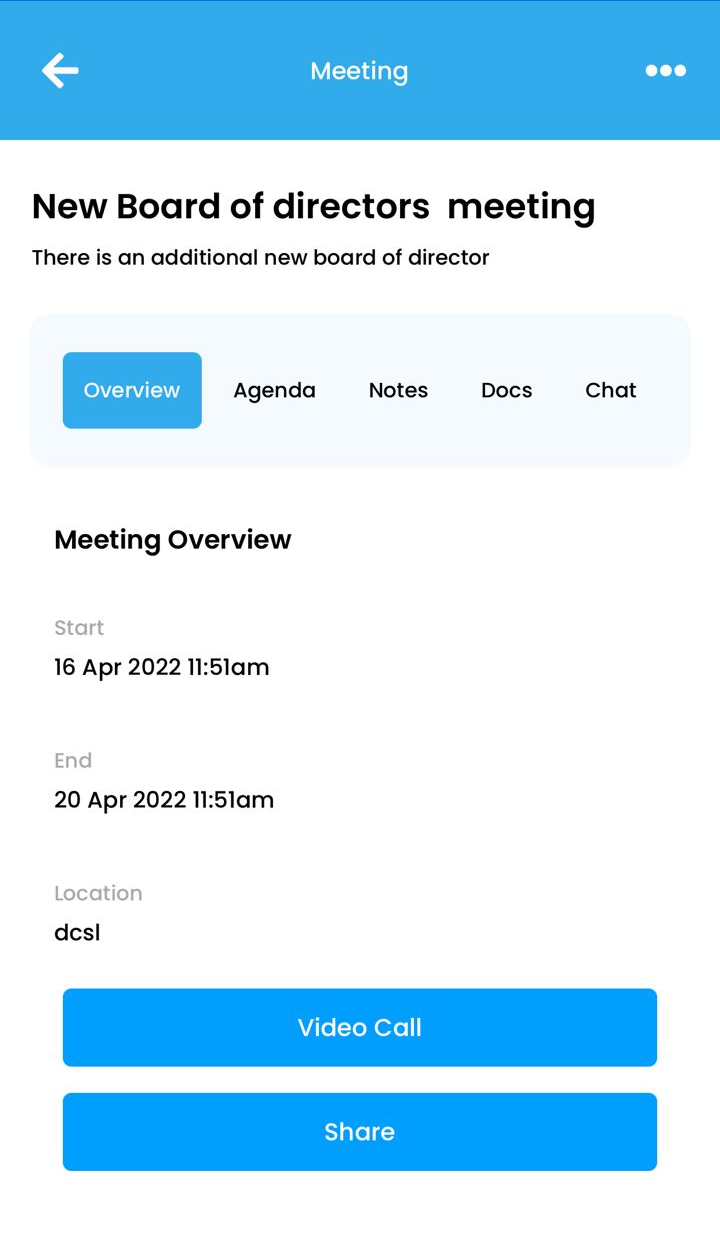 Meeting
New Board of directors  meeting
There is an additional new board of director
Overview Agenda Notes Docs Chat
Meeting Overview
Start
16 Apr 2022 11:51am
End
20 Apr 2022 11:51am
Location
dcsl
Video Call
Share